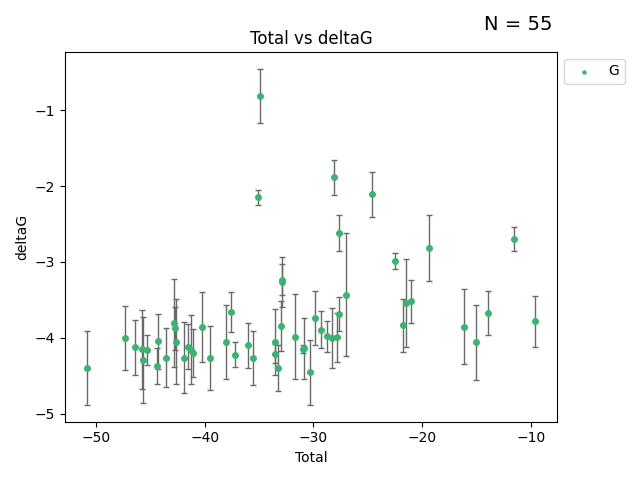 N = 55
Total vs deltaG
G
deltaG
−1
−2
−3
−4
−5
−50 −40 −30 −20 −10
Total